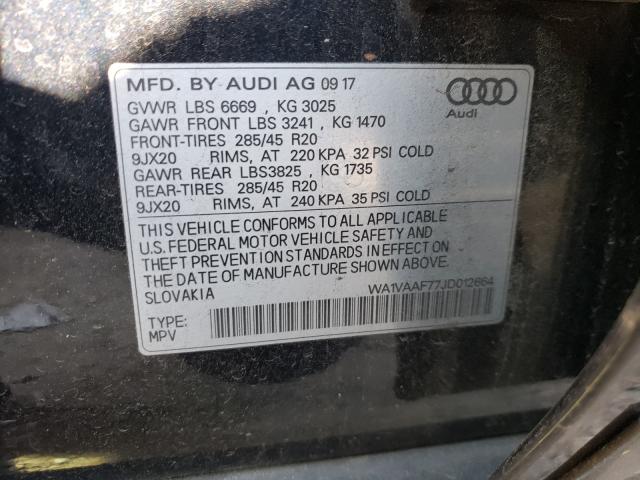 MFD. BY AUDI AG 09 17
GVWR LBS 6669 , KG 3025
GAWR FRONT LBS 3241 , KG 1470
FRONT-TIRES 285/45 R20
9JX20 RIMS, AT 220 KPA 32 PSI COLD
GAWR REAR LBS3825 , KG 1735
REAR-TIRES 285/45 R20
9JX20 RIMS, AT 240 KPA 35 PSI COLD
THIS VEHICLE CONFORMS TO ALL APPLICABLE
U.S. FEDERAL MOTOR VEHICLE SAFETY AND
THEFT PREVENTION STANDARDS IN EFFECT ON
THE DATE OF MANUFACTURE SHOWN ABOVE.
SLOVAKIA
WA1VAAF77JD012664
TYPE:
MPV
Audi